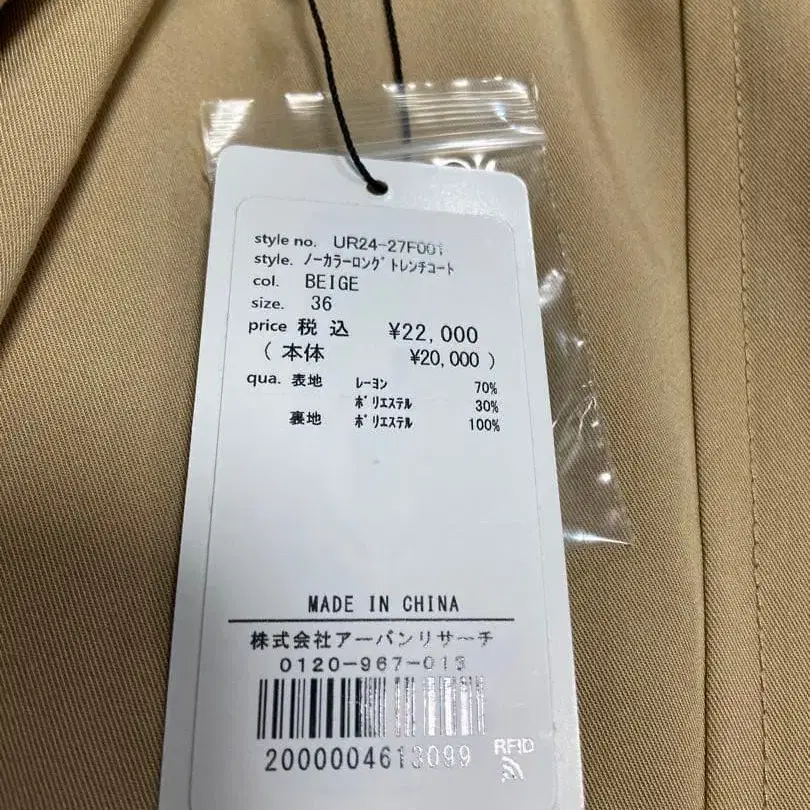 style no. UR24-27F001
style. ﾉｰｶﾗｰﾛﾝｸﾞﾄﾚﾝﾁｺｰﾄ
col. BEIGE
size. 36
price 税 込 ¥22,000
( 本体 ¥20,000 )
qua. 表地 ﾚｰﾖﾝ 70%
ﾎﾟﾘｴｽﾃﾙ 30%
裏地 ﾎﾟﾘｴｽﾃﾙ 100%
MADE IN CHINA
株式会社アーバンリサーチ
0120-967-015
2000004613099
RFID